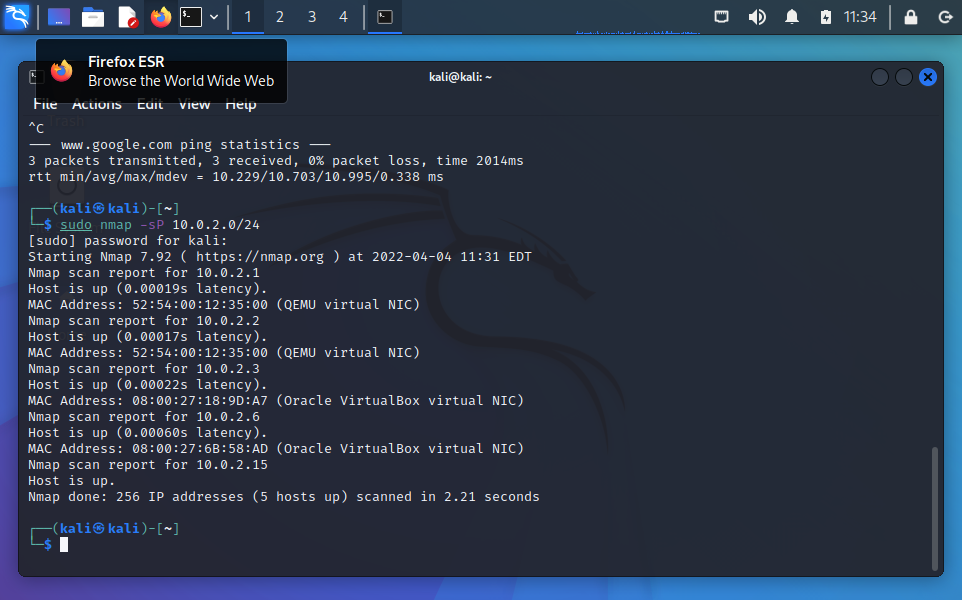 1 2 3 4 11:34
Firefox ESR
Browse the World Wide Web
kali@kali: ~
File Actions Edit View Help
^C
--- www.google.com ping statistics ---
3 packets transmitted, 3 received, 0% packet loss, time 2014ms
rtt min/avg/max/mdev = 10.229/10.703/10.995/0.338 ms
┌──(kali㉿kali)-[~]
└─$ sudo nmap -sP 10.0.2.0/24
[sudo] password for kali:
Starting Nmap 7.92 ( https://nmap.org ) at 2022-04-04 11:31 EDT
Nmap scan report for 10.0.2.1
Host is up (0.00019s latency).
MAC Address: 52:54:00:12:35:00 (QEMU virtual NIC)
Nmap scan report for 10.0.2.2
Host is up (0.00017s latency).
MAC Address: 52:54:00:12:35:00 (QEMU virtual NIC)
Nmap scan report for 10.0.2.3
Host is up (0.00022s latency).
MAC Address: 08:00:27:18:9D:A7 (Oracle VirtualBox virtual NIC)
Nmap scan report for 10.0.2.6
Host is up (0.00060s latency).
MAC Address: 08:00:27:6B:58:AD (Oracle VirtualBox virtual NIC)
Nmap scan report for 10.0.2.15
Host is up.
Nmap done: 256 IP addresses (5 hosts up) scanned in 2.21 seconds
┌──(kali㉿kali)-[~]
└─$